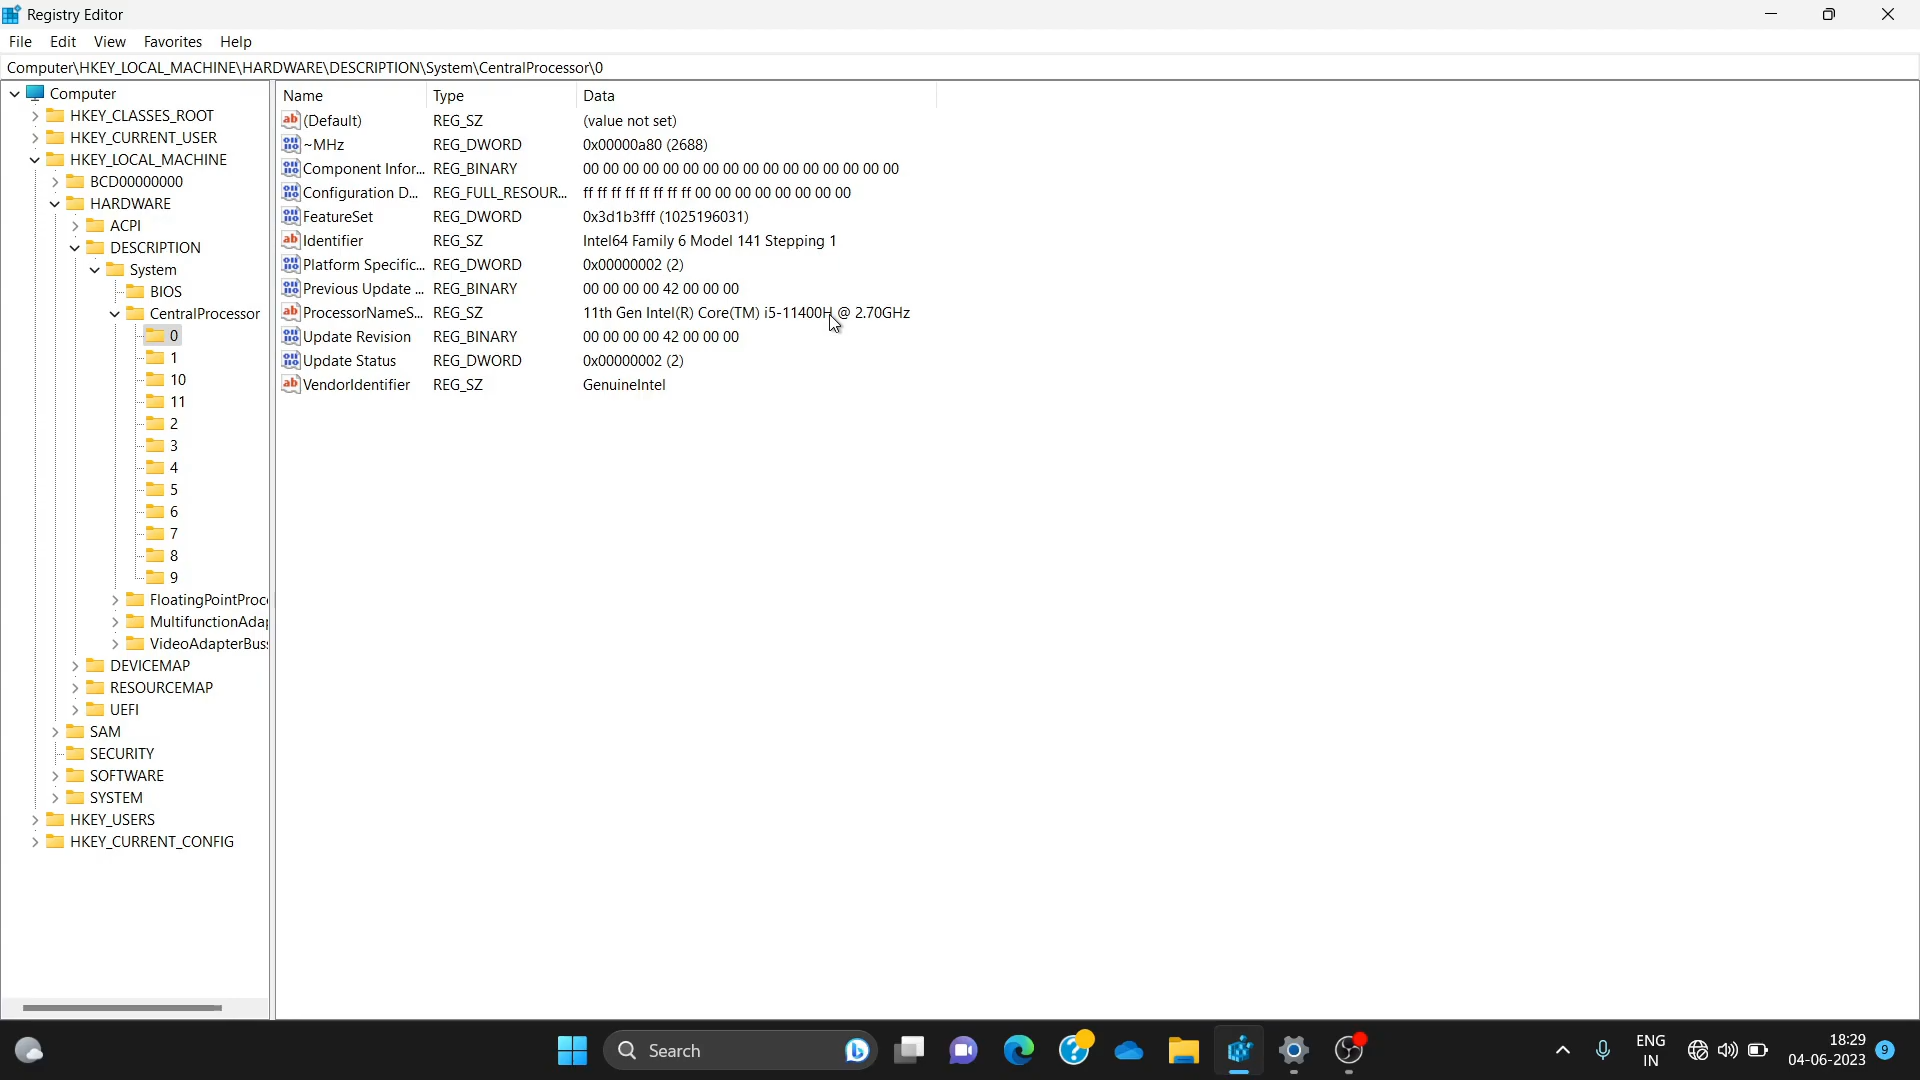 Registry Editor
File Edit View Favorites Help
Computer\HKEY_LOCAL_MACHINE\HARDWARE\DESCRIPTION\System\CentralProcessor\0
Computer
HKEY_CLASSES_ROOT
HKEY_CURRENT_USER
HKEY_LOCAL_MACHINE
BCD00000000
HARDWARE
ACPI
DESCRIPTION
System
BIOS
CentralProcessor
0
1
10
11
2
3
4
5
6
7
8
9
FloatingPointProc
MultifunctionAda
VideoAdapterBus
DEVICEMAP
RESOURCEMAP
UEFI
SAM
SECURITY
SOFTWARE
SYSTEM
HKEY_USERS
HKEY_CURRENT_CONFIG
Name Type Data
(Default) REG_SZ (value not set)
~MHz REG_DWORD 0x00000a80 (2688)
Component Infor... REG_BINARY 00 00 00 00 00 00 00 00 00 00 00 00 00 00 00 00
Configuration D... REG_FULL_RESOUR... ff ff ff ff ff ff ff ff 00 00 00 00 00 00 00 00
FeatureSet REG_DWORD 0x3d1b3fff (1025196031)
Identifier REG_SZ Intel64 Family 6 Model 141 Stepping 1
Platform Specific... REG_DWORD 0x00000002 (2)
Previous Update ... REG_BINARY 00 00 00 00 42 00 00 00
ProcessorNameS... REG_SZ 11th Gen Intel(R) Core(TM) i5-11400H @ 2.70GHz
Update Revision REG_BINARY 00 00 00 00 42 00 00 00
Update Status REG_DWORD 0x00000002 (2)
VendorIdentifier REG_SZ GenuineIntel
Search
ENG
IN
18:29
04-06-2023
9